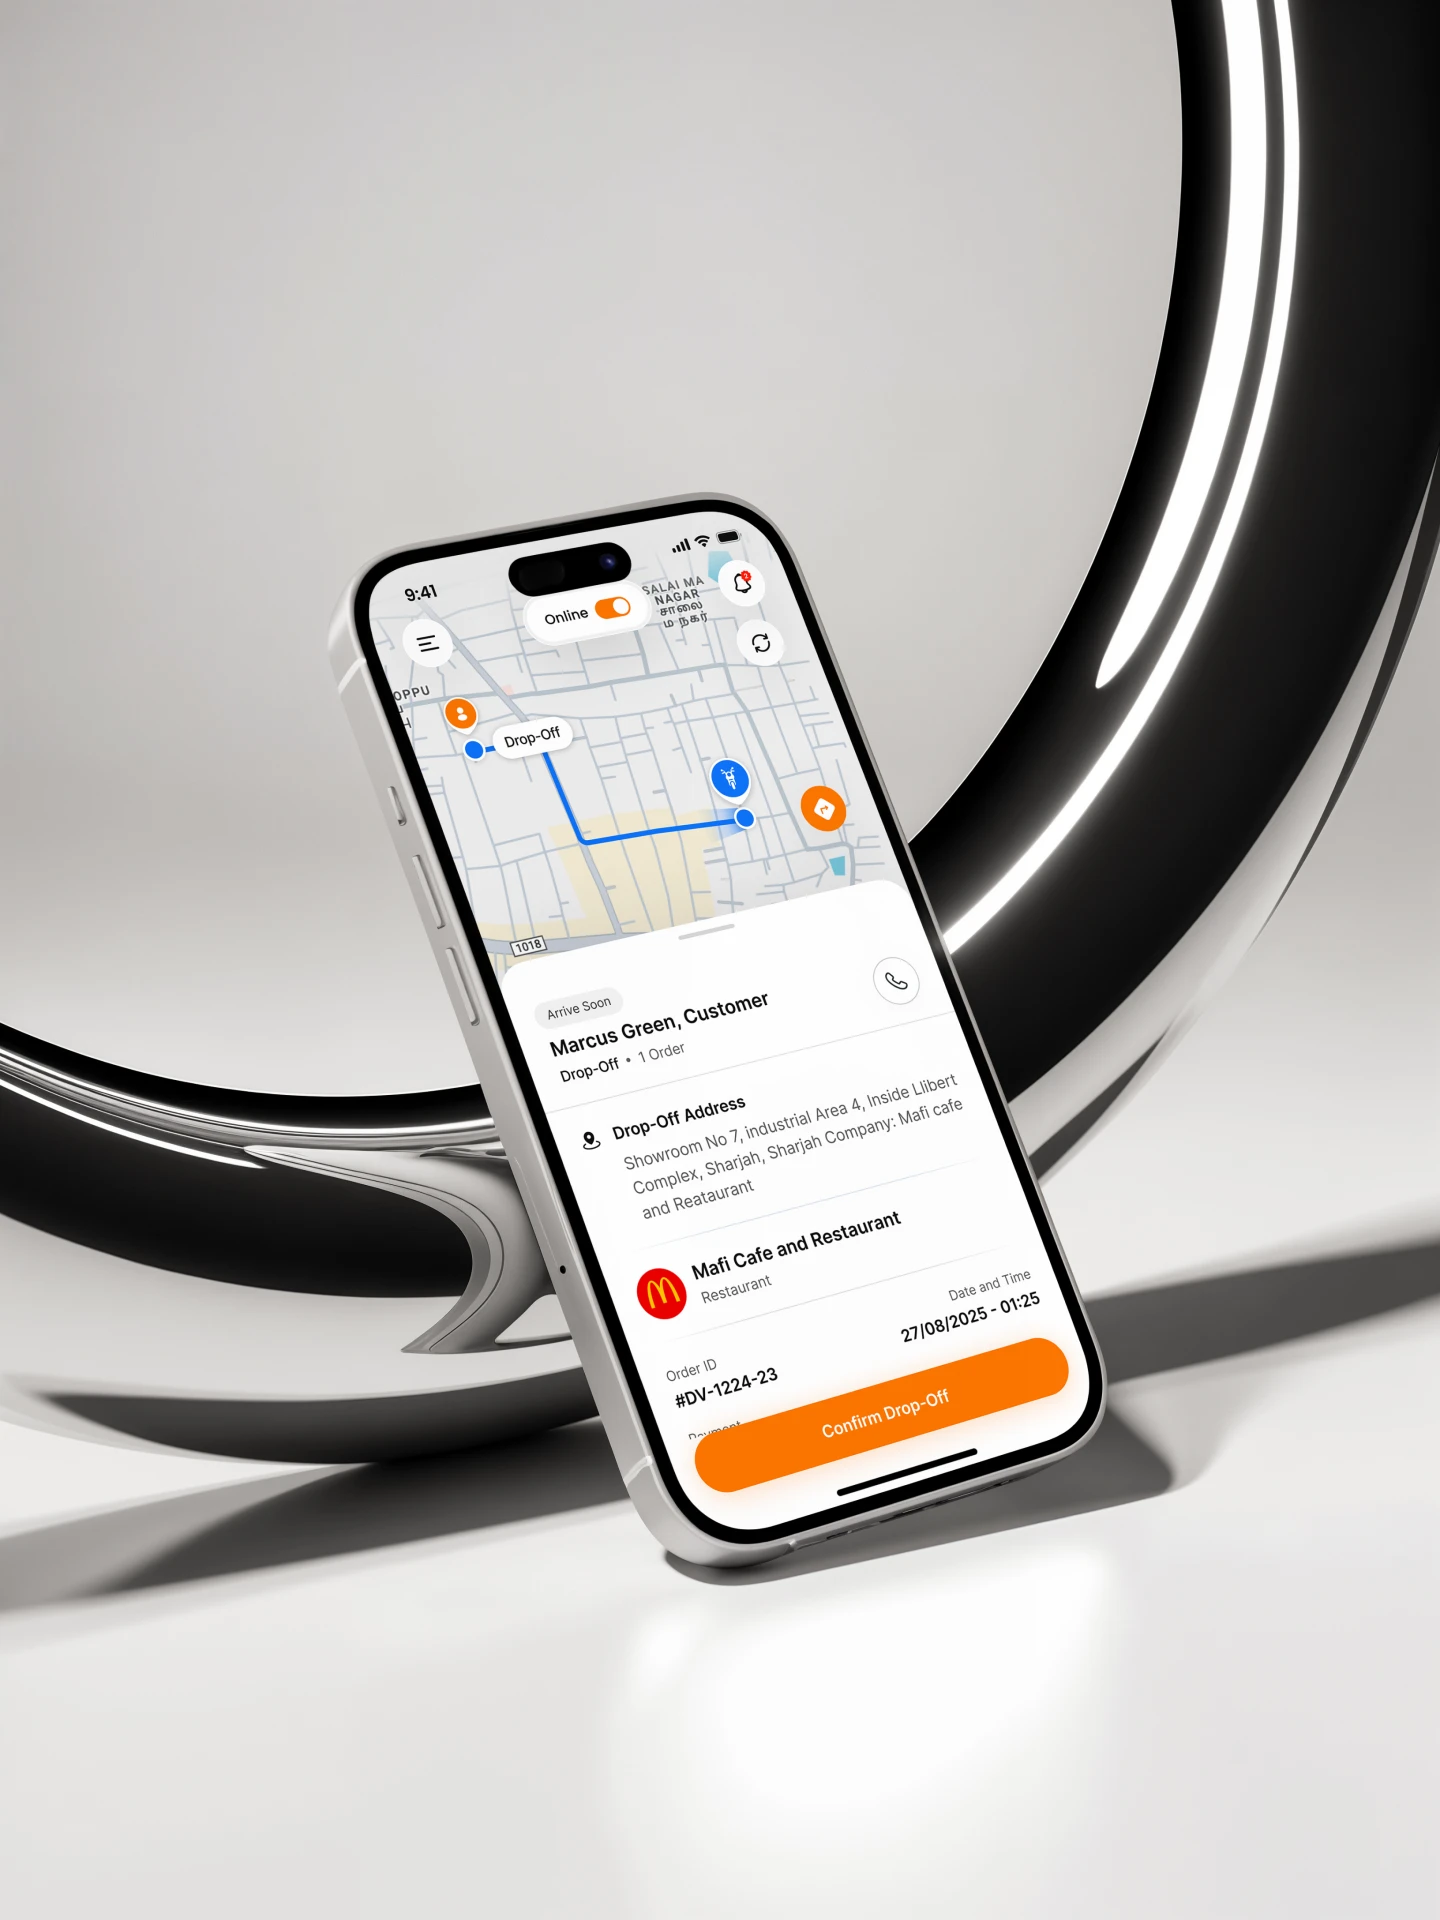 9:41
Online
SALAI MA
NAGAR
சாலை
ம நகர்
OPPU
Drop-Off
1018
Arrive Soon
Marcus Green, Customer
Drop-Off • 1 Order
Drop-Off Address
Showroom No 7, industrial Area 4, Inside Llibert
Complex, Sharjah, Sharjah Company: Mafi cafe
and Reataurant
Mafi Cafe and Restaurant
Restaurant
Date and Time
27/08/2025 - 01:25
Order ID
#DV-1224-23
Payment
Confirm Drop-Off